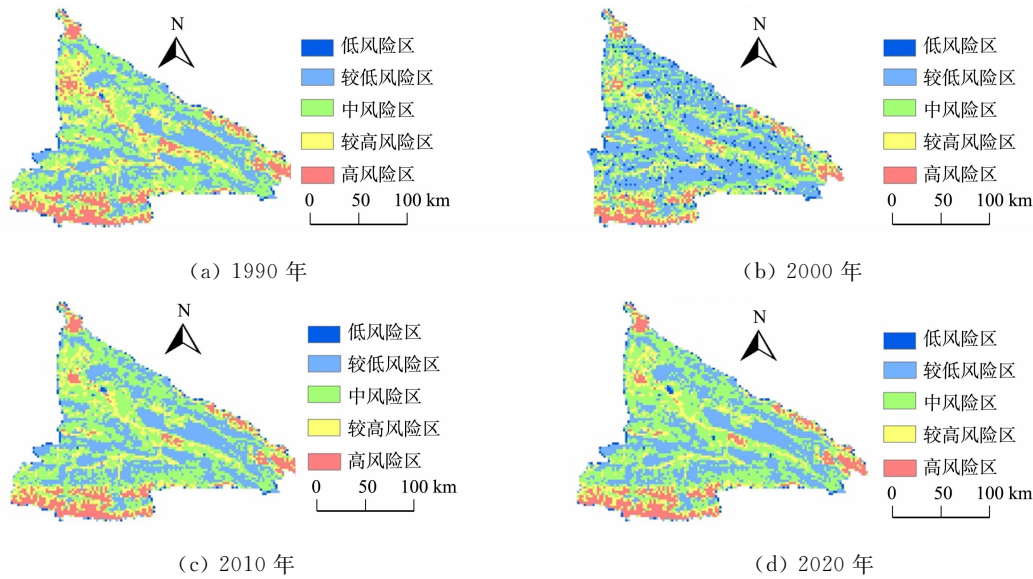 N
低风险区
较低风险区
中风险区
较高风险区
高风险区
0 50 100 km
(a) 1990 年
N
低风险区
较低风险区
中风险区
较高风险区
高风险区
0 50 100 km
(b) 2000 年
N
低风险区
较低风险区
中风险区
较高风险区
高风险区
0 50 100 km
(c) 2010 年
N
低风险区
较低风险区
中风险区
较高风险区
高风险区
0 50 100 km
(d) 2020 年